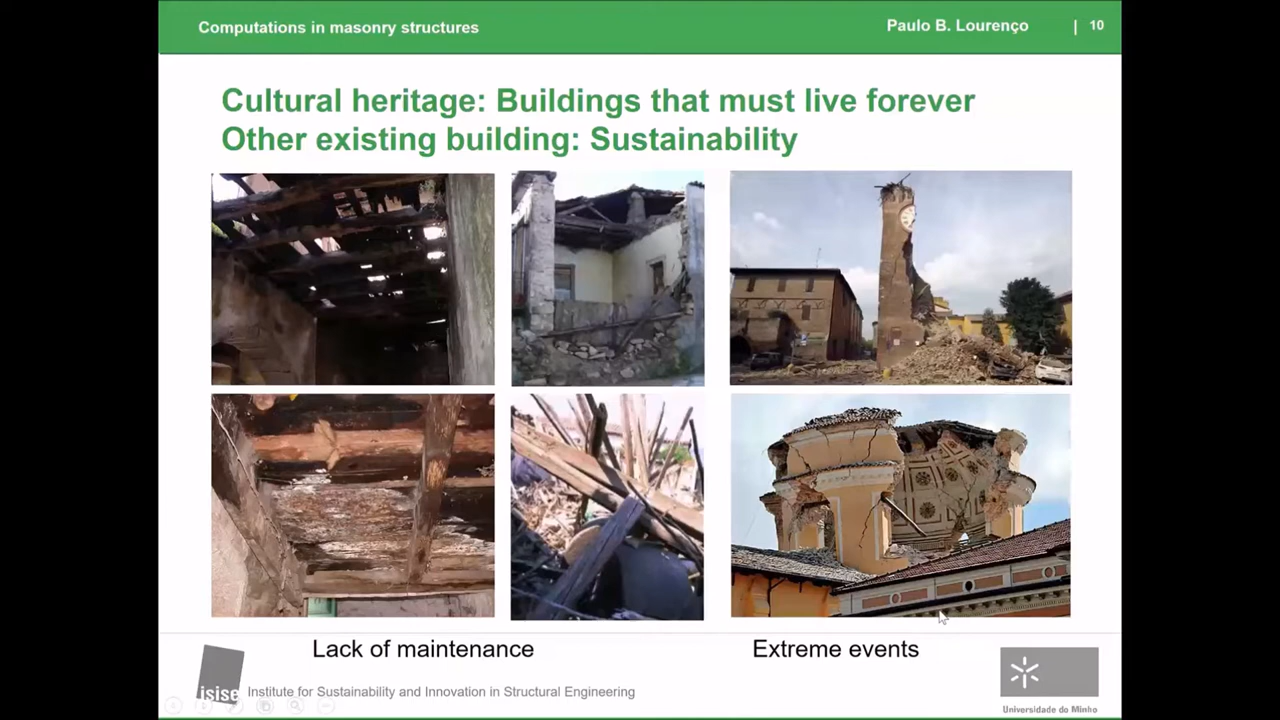 Computations in masonry structures
Paulo B. Lourenço | 10
Cultural heritage: Buildings that must live forever
Other existing building: Sustainability
Lack of maintenance
Extreme events
isise
Institute for Sustainability and Innovation in Structural Engineering
Universidade do Minho